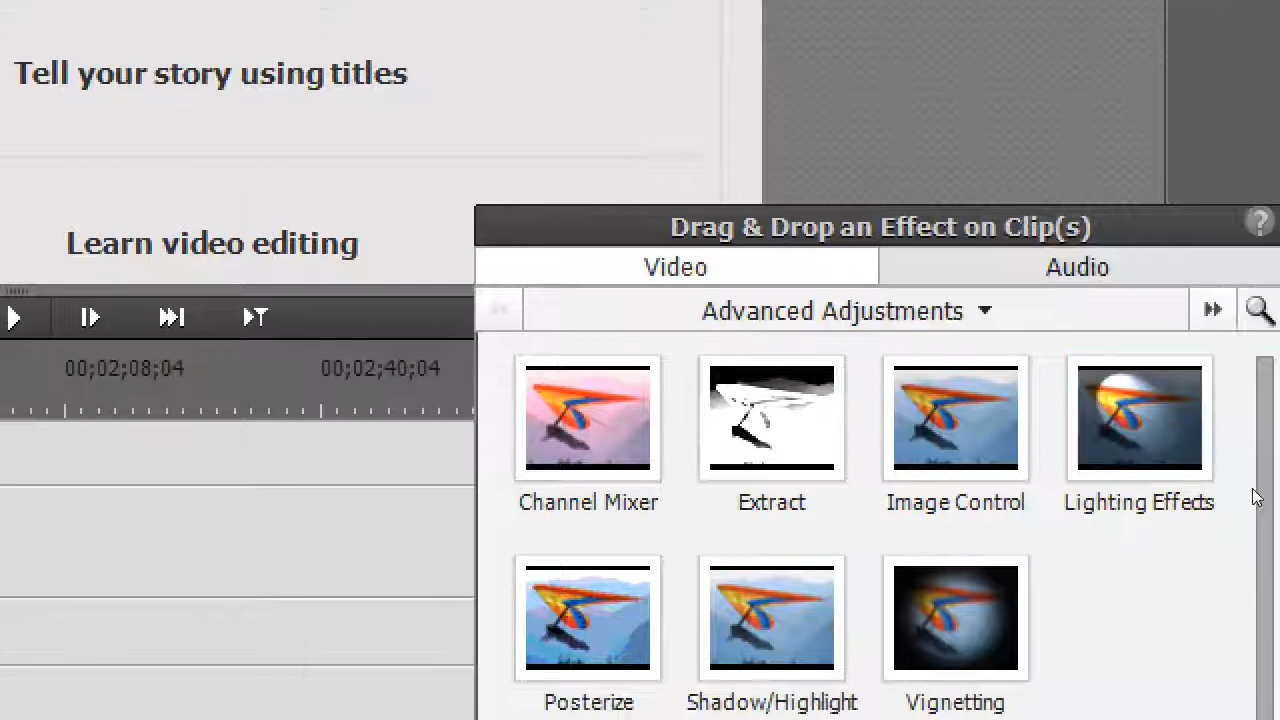 Tell your story using titles
Learn video editing
Drag & Drop an Effect on Clip(s)
?
Video
Audio
Advanced Adjustments
00;02;08;04
00;02;40;04
Channel Mixer
Extract
Image Control
Lighting Effects
Posterize
Shadow/Highlight
Vignetting